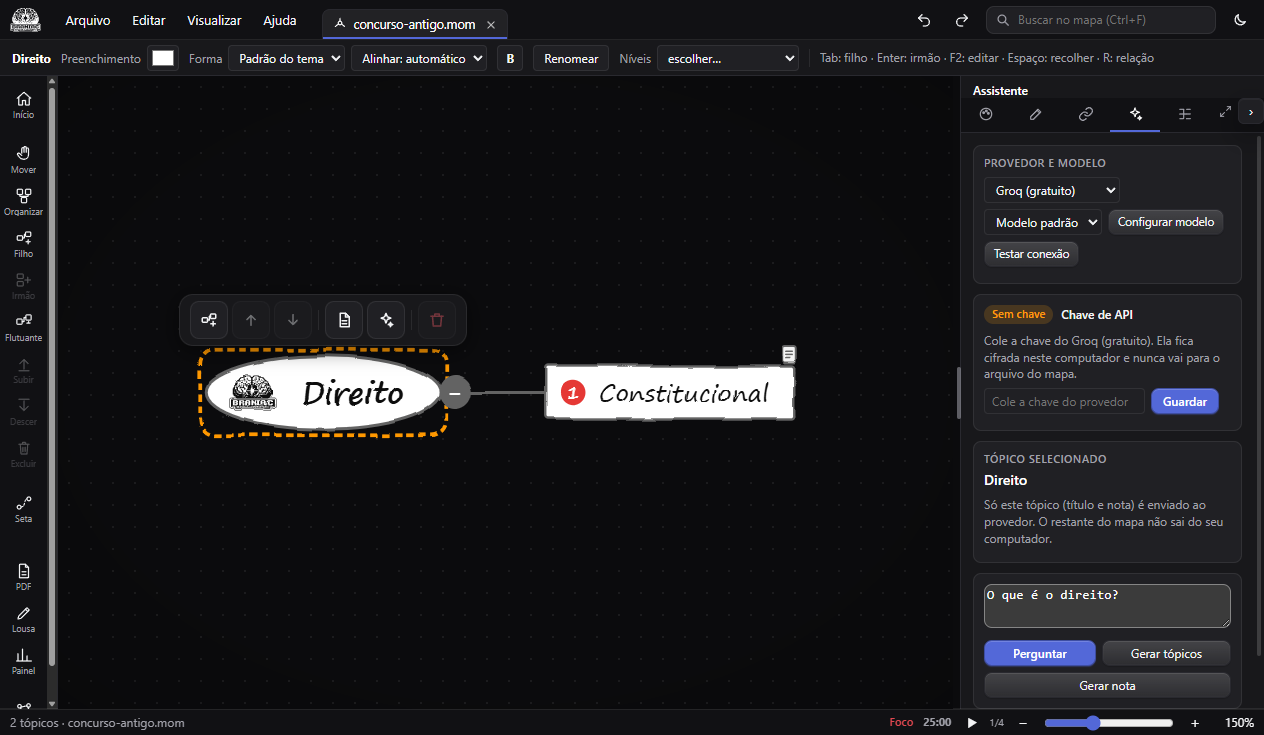 Arquivo Editar Visualizar Ajuda concurso-antigo.mom × Buscar no mapa (Ctrl+F)
Direito Preenchimento Forma Padrão do tema Alinhar: automático B Renomear Níveis escolher... Tab: filho · Enter: irmão · F2: editar · Espaço: recolher · R: relação
Início
Mover
Organizar
Filho
Irmão
Flutuante
Subir
Descer
Excluir
Seta
PDF
Lousa
Painel
BRANIAC Direito
1 Constitucional
Assistente
PROVEDOR E MODELO
Groq (gratuito)
Modelo padrão Configurar modelo
Testar conexão
Sem chave Chave de API
Cole a chave do Groq (gratuito). Ela fica
cifrada neste computador e nunca vai para o
arquivo do mapa.
Cole a chave do provedor Guardar
TÓPICO SELECIONADO
Direito
Só este tópico (título e nota) é enviado ao
provedor. O restante do mapa não sai do seu
computador.
O que é o direito?
Perguntar Gerar tópicos
Gerar nota
2 tópicos · concurso-antigo.mom Foco 25:00 1/4 − + 150%